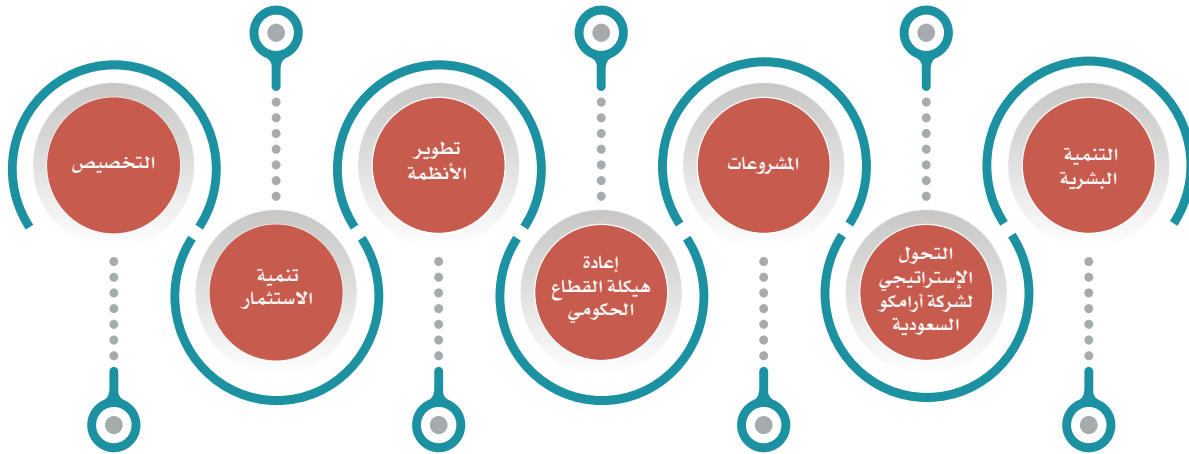 التنمية
البشرية
التحول
الإستراتيجي
لشركة أرامكو
السعودية
المشروعات
إعادة
هيكلة القطاع
الحكومي
تطوير
الأنظمة
تنمية
الاستثمار
التخصيص